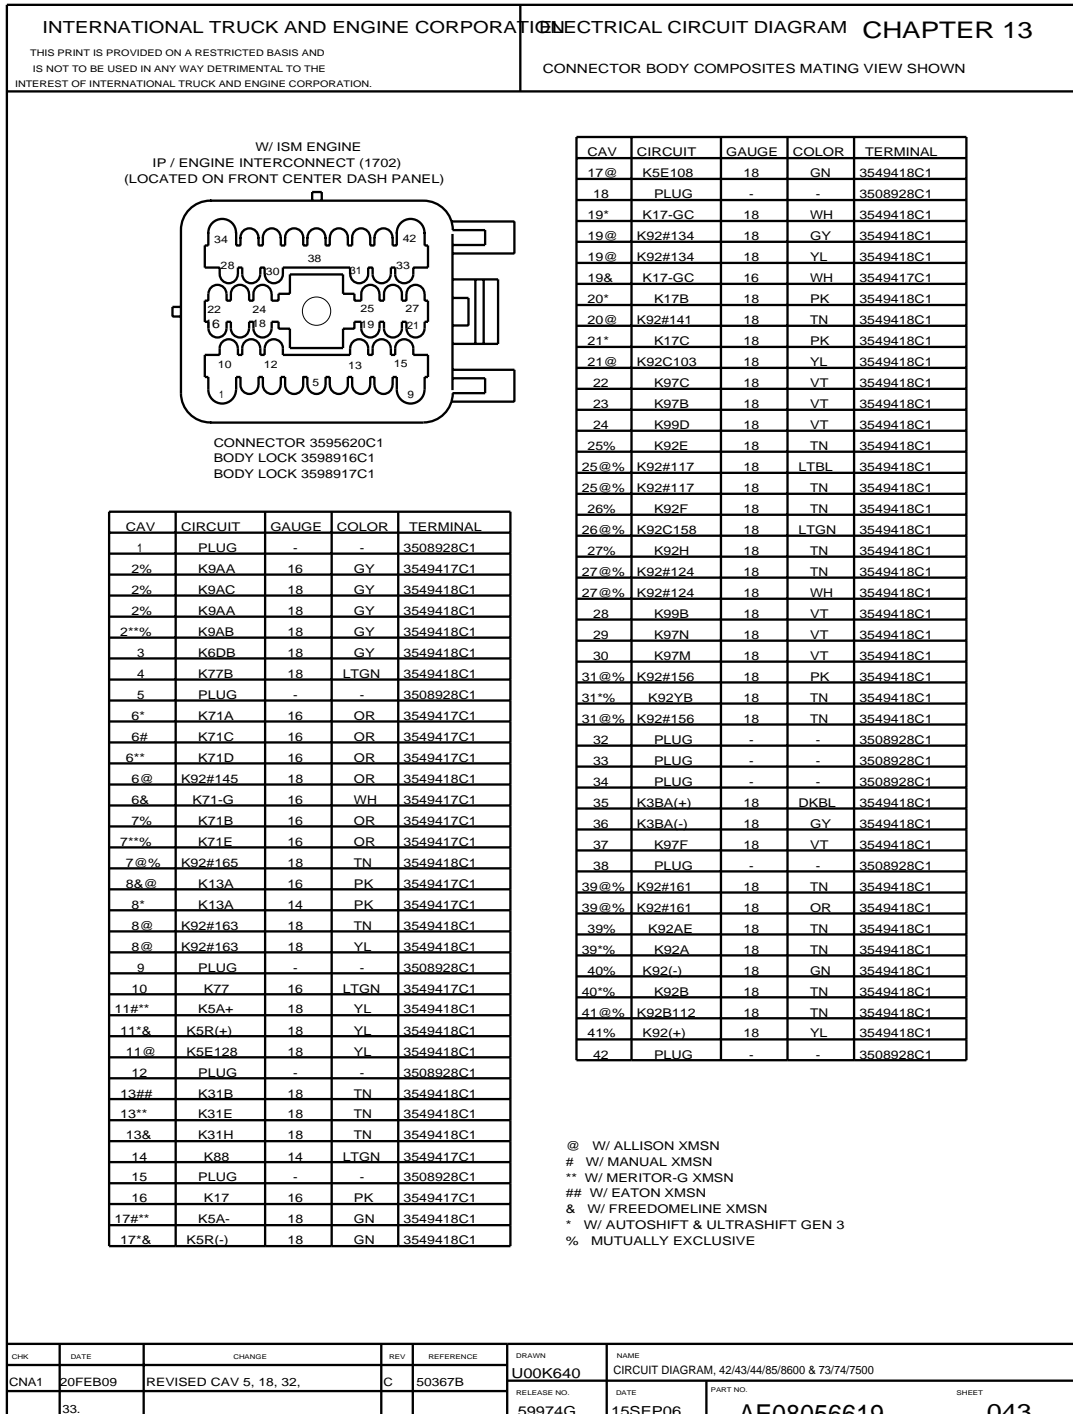 INTERNATIONAL TRUCK AND ENGINE CORPORATION
ELECTRICAL CIRCUIT DIAGRAM CHAPTER 13
THIS PRINT IS PROVIDED ON A RESTRICTED BASIS AND
IS NOT TO BE USED IN ANY WAY DETRIMENTAL TO THE
INTEREST OF INTERNATIONAL TRUCK AND ENGINE CORPORATION.
CONNECTOR BODY COMPOSITES MATING VIEW SHOWN
W/ ISM ENGINE
IP / ENGINE INTERCONNECT (1702)
(LOCATED ON FRONT CENTER DASH PANEL)
34 42
38
28 30 31 33
22 24 25 27
16 18 19 21
10 12 13 15
1 5 9
CONNECTOR 3595620C1
BODY LOCK 3598916C1
BODY LOCK 3598917C1
CAV CIRCUIT GAUGE COLOR TERMINAL
1 PLUG - - 3508928C1
2% K9AA 16 GY 3549417C1
2% K9AC 18 GY 3549418C1
2% K9AA 18 GY 3549418C1
2**% K9AB 18 GY 3549418C1
3 K6DB 18 GY 3549418C1
4 K77B 18 LTGN 3549418C1
5 PLUG - - 3508928C1
6* K71A 16 OR 3549417C1
6# K71C 16 OR 3549417C1
6** K71D 16 OR 3549417C1
6@ K92#145 18 OR 3549418C1
6& K71-G 16 WH 3549417C1
7% K71B 16 OR 3549417C1
7**% K71E 16 OR 3549417C1
7@% K92#165 18 TN 3549418C1
8&@ K13A 16 PK 3549417C1
8* K13A 14 PK 3549417C1
8@ K92#163 18 TN 3549418C1
8@ K92#163 18 YL 3549418C1
9 PLUG - - 3508928C1
10 K77 16 LTGN 3549417C1
11#** K5A+ 18 YL 3549418C1
11*& K5R(+) 18 YL 3549418C1
11@ K5E128 18 YL 3549418C1
12 PLUG - - 3508928C1
13## K31B 18 TN 3549418C1
13** K31E 18 TN 3549418C1
13& K31H 18 TN 3549418C1
14 K88 14 LTGN 3549417C1
15 PLUG - - 3508928C1
16 K17 16 PK 3549417C1
17#** K5A- 18 GN 3549418C1
17*& K5R(-) 18 GN 3549418C1
CAV CIRCUIT GAUGE COLOR TERMINAL
17@ K5E108 18 GN 3549418C1
18 PLUG - - 3508928C1
19* K17-GC 18 WH 3549418C1
19@ K92#134 18 GY 3549418C1
19@ K92#134 18 YL 3549418C1
19& K17-GC 16 WH 3549417C1
20* K17B 18 PK 3549418C1
20@ K92#141 18 TN 3549418C1
21* K17C 18 PK 3549418C1
21@ K92C103 18 YL 3549418C1
22 K97C 18 VT 3549418C1
23 K97B 18 VT 3549418C1
24 K99D 18 VT 3549418C1
25% K92E 18 TN 3549418C1
25@% K92#117 18 LTBL 3549418C1
25@% K92#117 18 TN 3549418C1
26% K92F 18 TN 3549418C1
26@% K92C158 18 LTGN 3549418C1
27% K92H 18 TN 3549418C1
27@% K92#124 18 TN 3549418C1
27@% K92#124 18 WH 3549418C1
28 K99B 18 VT 3549418C1
29 K97N 18 VT 3549418C1
30 K97M 18 VT 3549418C1
31@% K92#156 18 PK 3549418C1
31*% K92YB 18 TN 3549418C1
31@% K92#156 18 TN 3549418C1
32 PLUG - - 3508928C1
33 PLUG - - 3508928C1
34 PLUG - - 3508928C1
35 K3BA(+) 18 DKBL 3549418C1
36 K3BA(-) 18 GY 3549418C1
37 K97F 18 VT 3549418C1
38 PLUG - - 3508928C1
39@% K92#161 18 TN 3549418C1
39@% K92#161 18 OR 3549418C1
39% K92AE 18 TN 3549418C1
39*% K92A 18 TN 3549418C1
40% K92(-) 18 GN 3549418C1
40*% K92B 18 TN 3549418C1
41@% K92B112 18 TN 3549418C1
41% K92(+) 18 YL 3549418C1
42 PLUG - - 3508928C1
@ W/ ALLISON XMSN
# W/ MANUAL XMSN
** W/ MERITOR-G XMSN
## W/ EATON XMSN
& W/ FREEDOMELINE XMSN
* W/ AUTOSHIFT & ULTRASHIFT GEN 3
% MUTUALLY EXCLUSIVE
CHK DATE CHANGE REV REFERENCE
CNA1 20FEB09 REVISED CAV 5, 18, 32, C 50367B
33.
DRAWN
U00K640
NAME
CIRCUIT DIAGRAM, 42/43/44/85/8600 & 73/74/7500
RELEASE NO. DATE PART NO. SHEET
59974G 15SEP06 AE08056619 043